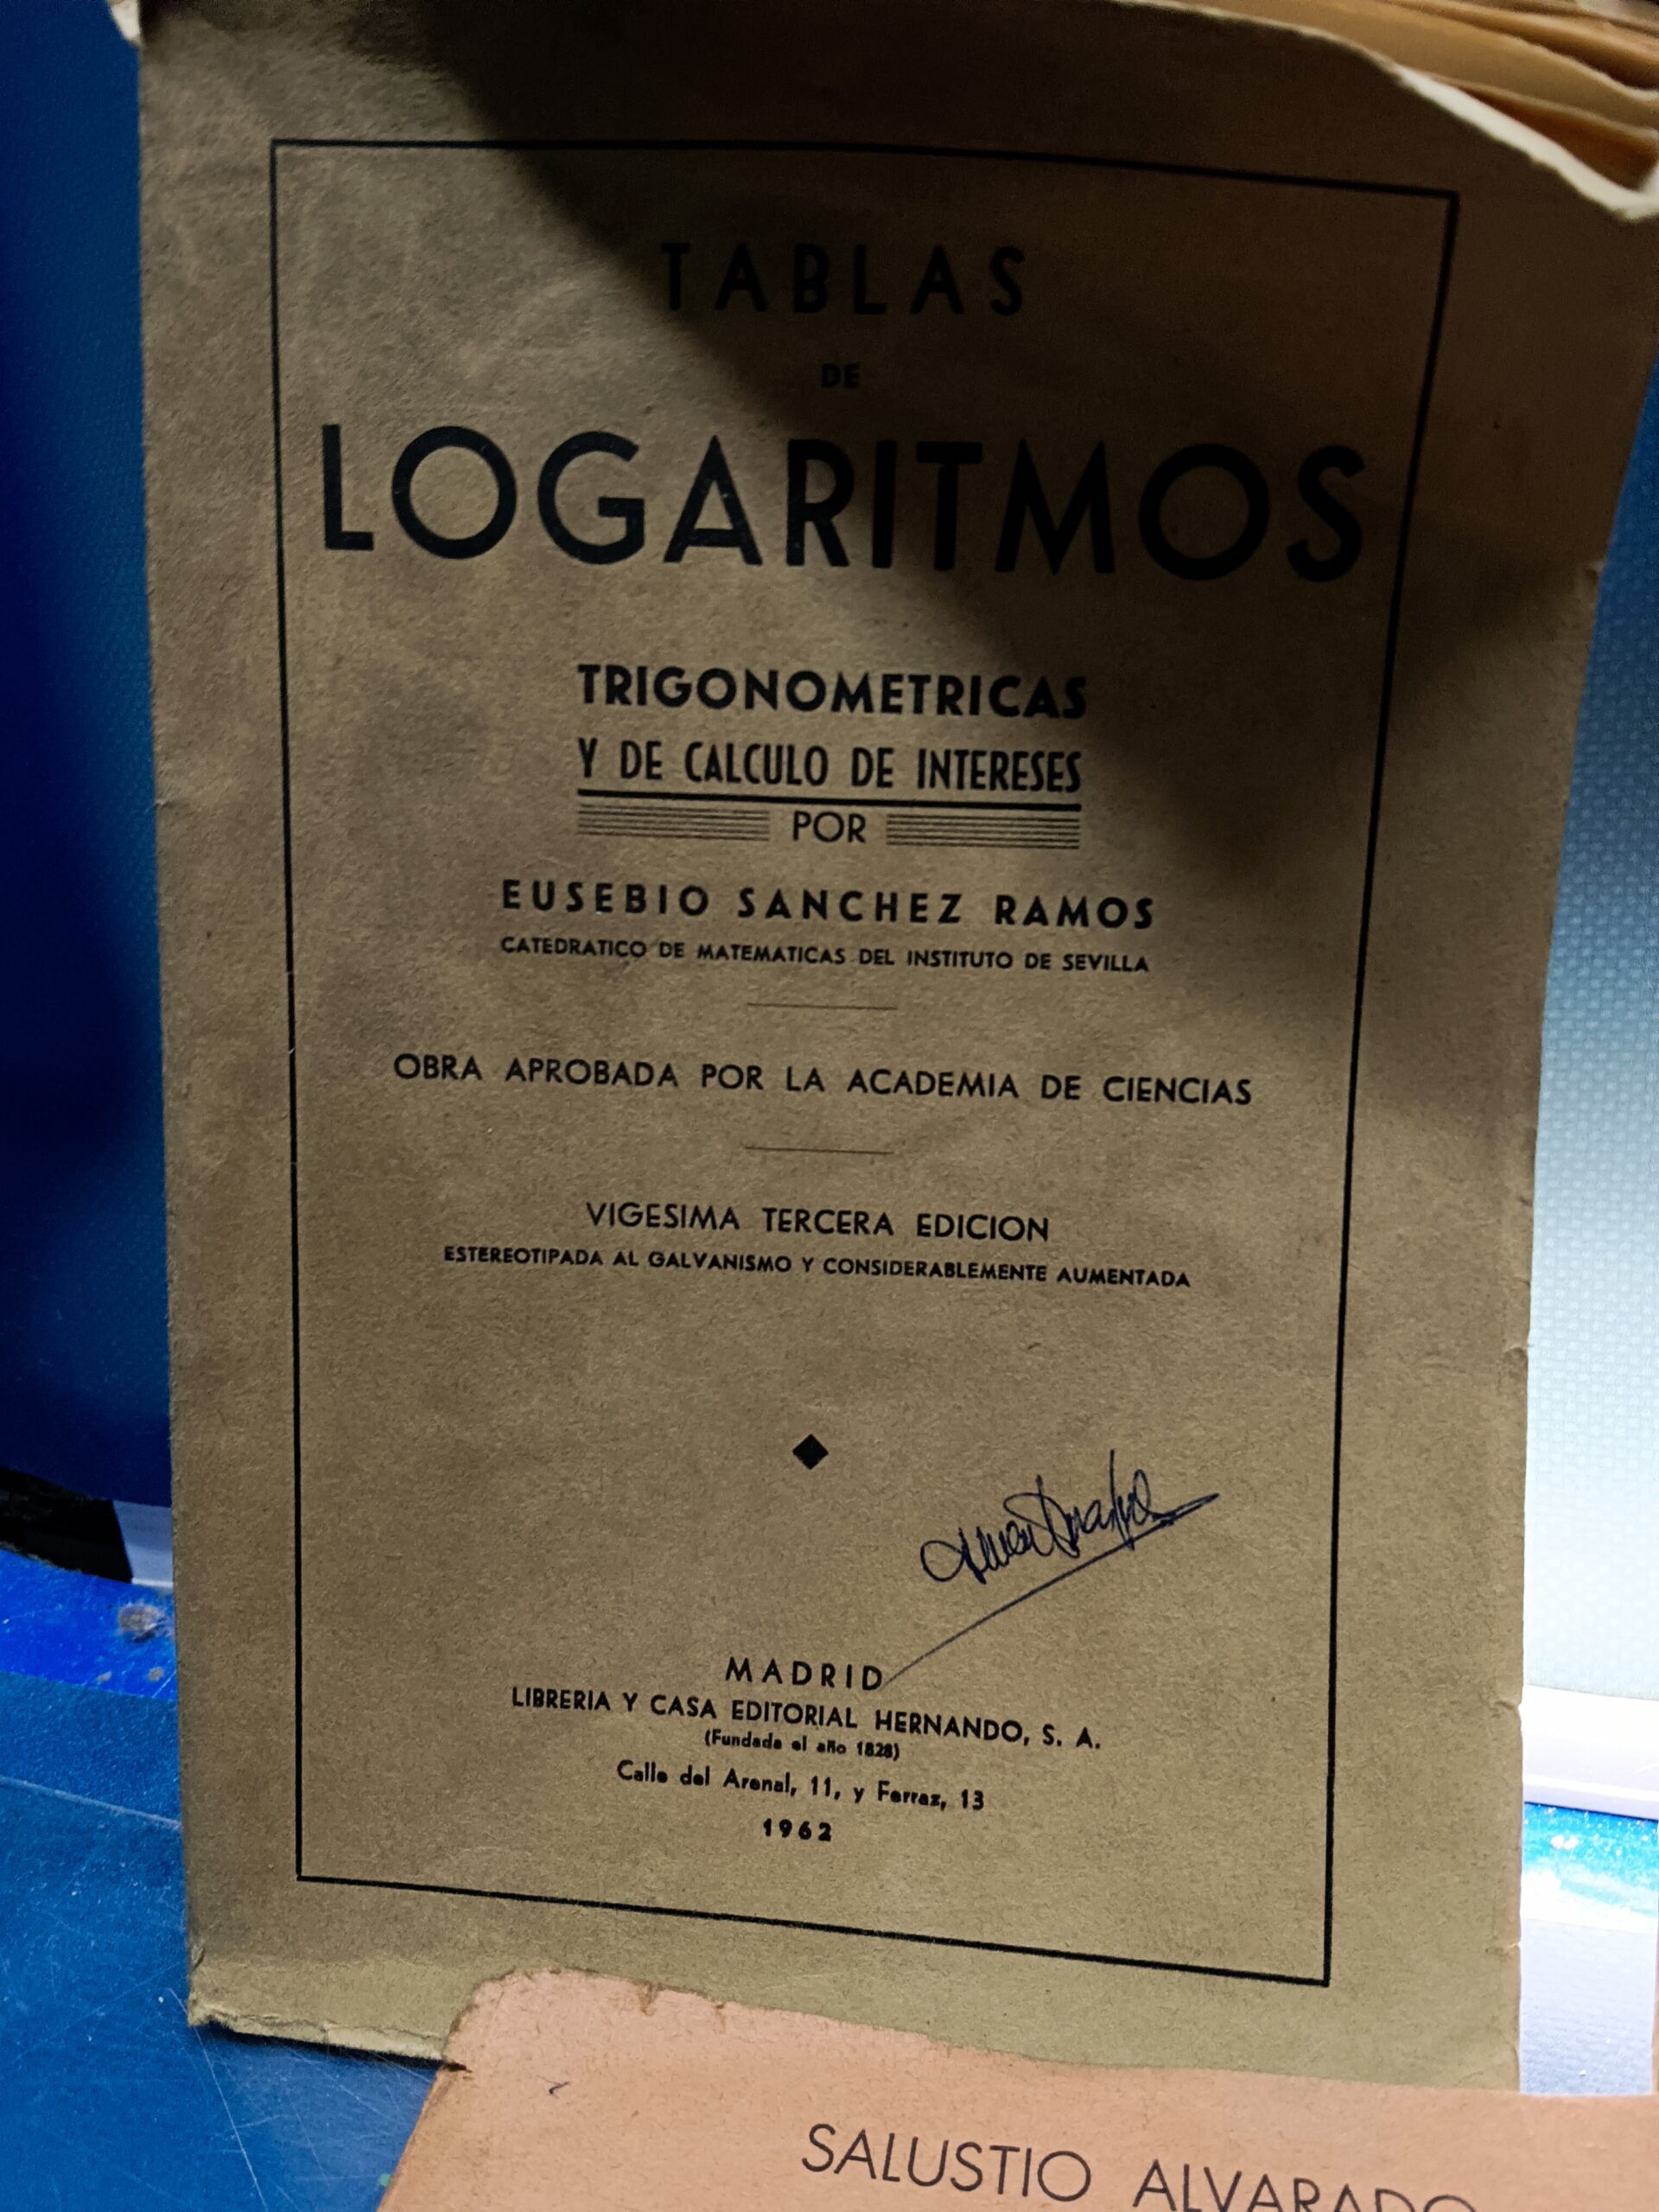 TABLAS
DE
LOGARITMOS
TRIGONOMETRICAS
Y DE CALCULO DE INTERESES
POR
EUSEBIO SANCHEZ RAMOS
CATEDRATICO DE MATEMATICAS DEL INSTITUTO DE SEVILLA
OBRA APROBADA POR LA ACADEMIA DE CIENCIAS
VIGESIMA TERCERA EDICION
ESTEREOTIPADA AL GALVANISMO Y CONSIDERABLEMENTE AUMENTADA
MADRID
LIBRERIA Y CASA EDITORIAL HERNANDO, S. A.
(Fundada el año 1828)
Calle del Arenal, 11, y Ferraz, 13
1962
SALUSTIO ALVARADO